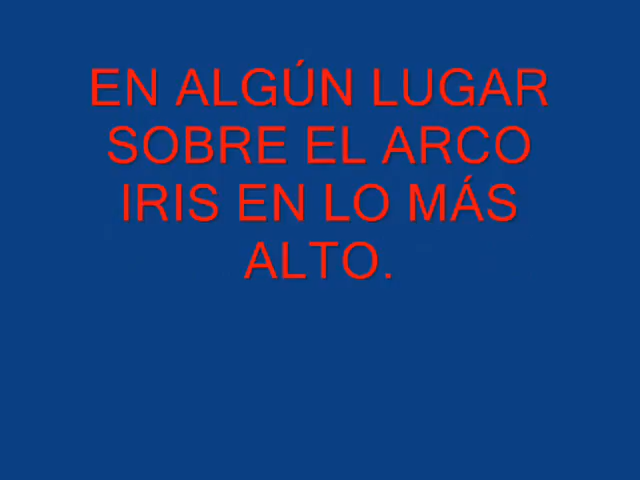 EN ALGÚN LUGAR
SOBRE EL ARCO
IRIS EN LO MÁS
ALTO.